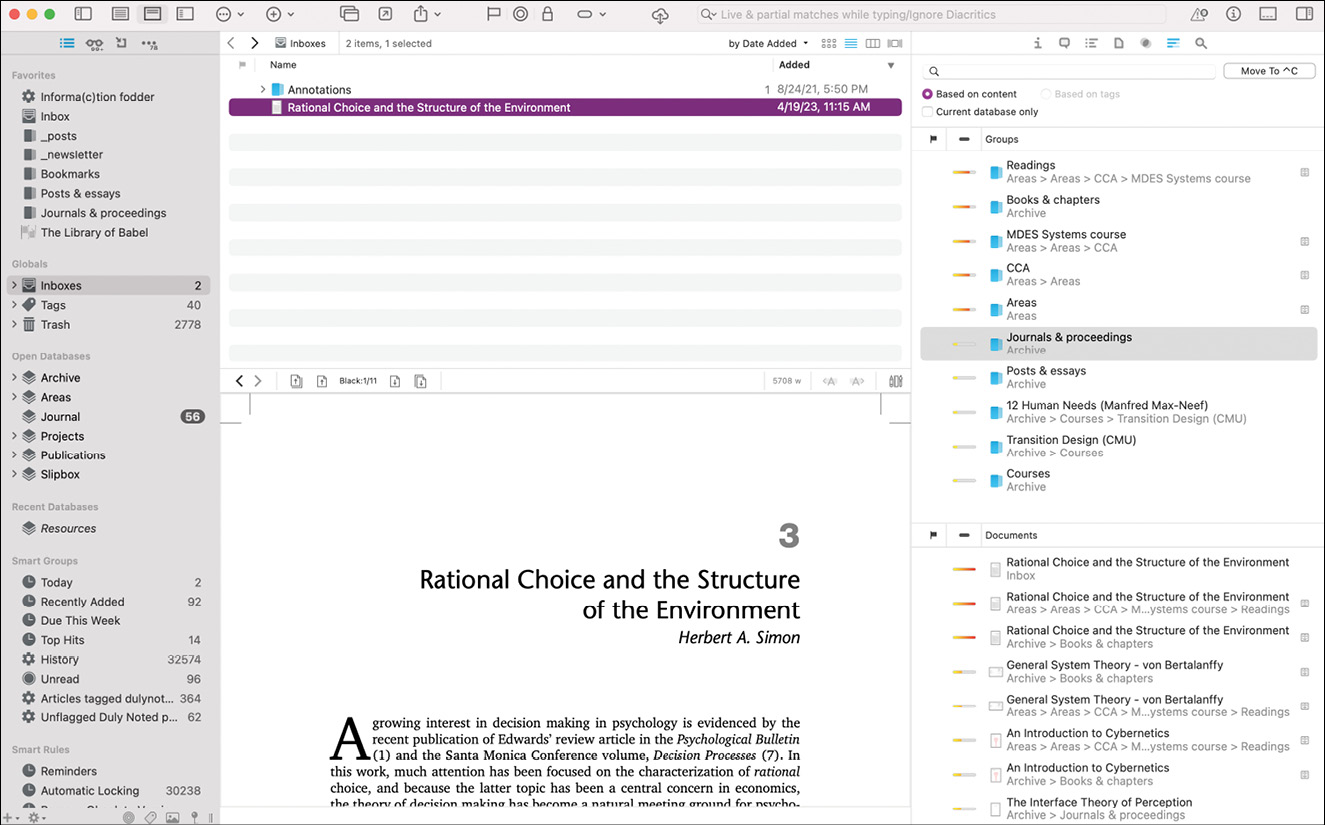 Live & partial matches while typing/Ignore Diacritics
Favorites
Informa(c)tion fodder
Inbox
_posts
_newsletter
Bookmarks
Posts & essays
Journals & proceedings
The Library of Babel
Globals
Inboxes 2
Tags 40
Trash 2778
Open Databases
Archive
Areas
Journal 56
Projects
Publications
Slipbox
Recent Databases
Resources
Smart Groups
Today 2
Recently Added 92
Due This Week
Top Hits 14
History 32574
Unread 96
Articles tagged dulynot... 364
Unflagged Duly Noted p... 62
Smart Rules
Reminders
Automatic Locking 30238
Inboxes 2 items, 1 selected by Date Added
Name Added
Annotations 1 8/24/21, 5:50 PM
Rational Choice and the Structure of the Environment 4/19/23, 11:15 AM
Black:1/11 5708 w
3
Rational Choice and the Structure
of the Environment
Herbert A. Simon
A growing interest in decision making in psychology is evidenced by the
recent publication of Edwards' review article in the Psychological Bulletin
(1) and the Santa Monica Conference volume, Decision Processes (7). In
this work, much attention has been focused on the characterization of rational
choice, and because the latter topic has been a central concern in economics,
the theory of decision making has become a natural meeting ground for psycho-
Move To ^C
Based on content Based on tags
Current database only
Groups
Readings
Areas > Areas > CCA > MDES Systems course
Books & chapters
Archive
MDES Systems course
Areas > Areas > CCA
CCA
Areas > Areas
Areas
Areas
Journals & proceedings
Archive
Posts & essays
Archive
12 Human Needs (Manfred Max-Neef)
Archive > Courses > Transition Design (CMU)
Transition Design (CMU)
Archive > Courses
Courses
Archive
Documents
Rational Choice and the Structure of the Environment
Inbox
Rational Choice and the Structure of the Environment
Areas > Areas > CCA > M...ystems course > Readings
Rational Choice and the Structure of the Environment
Archive > Books & chapters
General System Theory - von Bertalanffy
Archive > Books & chapters
General System Theory - von Bertalanffy
Areas > Areas > CCA > M...ystems course > Readings
An Introduction to Cybernetics
Areas > Areas > CCA > M...ystems course > Readings
An Introduction to Cybernetics
Archive > Books & chapters
The Interface Theory of Perception
Archive > Journals & proceedings